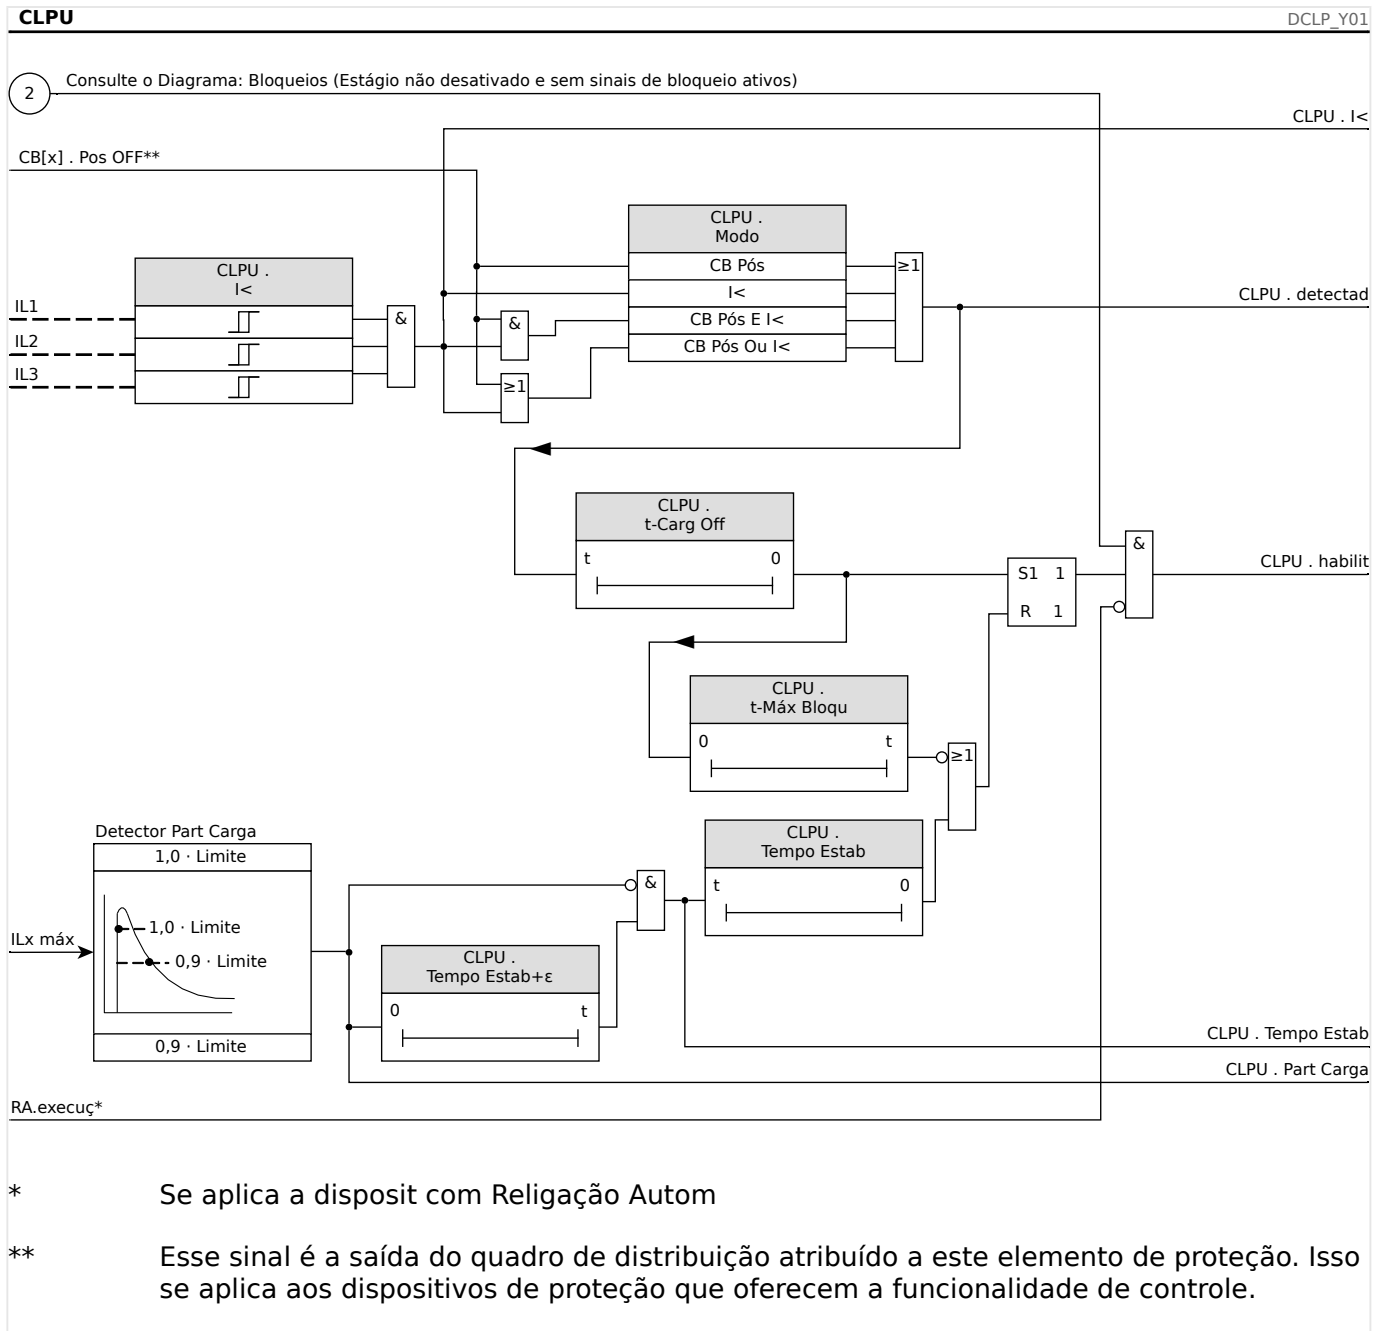 CLPU
DCLP_Y01
2
Consulte o Diagrama: Bloqueios (Estágio não desativado e sem sinais de bloqueio ativos)
CLPU . I<
CB[x] . Pos OFF**
CLPU .
Modo
CB Pós
I<
CB Pós E I<
CB Pós Ou I<
≥1
CLPU .
I<
IL1
IL2
IL3
&
&
≥1
CLPU . detectad
CLPU .
t-Carg Off
t 0
S1 1
R 1
&
CLPU . habilit
CLPU .
t-Máx Bloqu
0 t
≥1
Detector Part Carga
1,0 · Limite
1,0 · Limite
0,9 · Limite
0,9 · Limite
ILx máx
CLPU .
Tempo Estab+ε
0 t
&
CLPU .
Tempo Estab
t 0
CLPU . Tempo Estab
CLPU . Part Carga
RA.execuç*
* Se aplica a disposit com Religação Autom
** Esse sinal é a saída do quadro de distribuição atribuído a este elemento de proteção. Isso
se aplica aos dispositivos de proteção que oferecem a funcionalidade de controle.